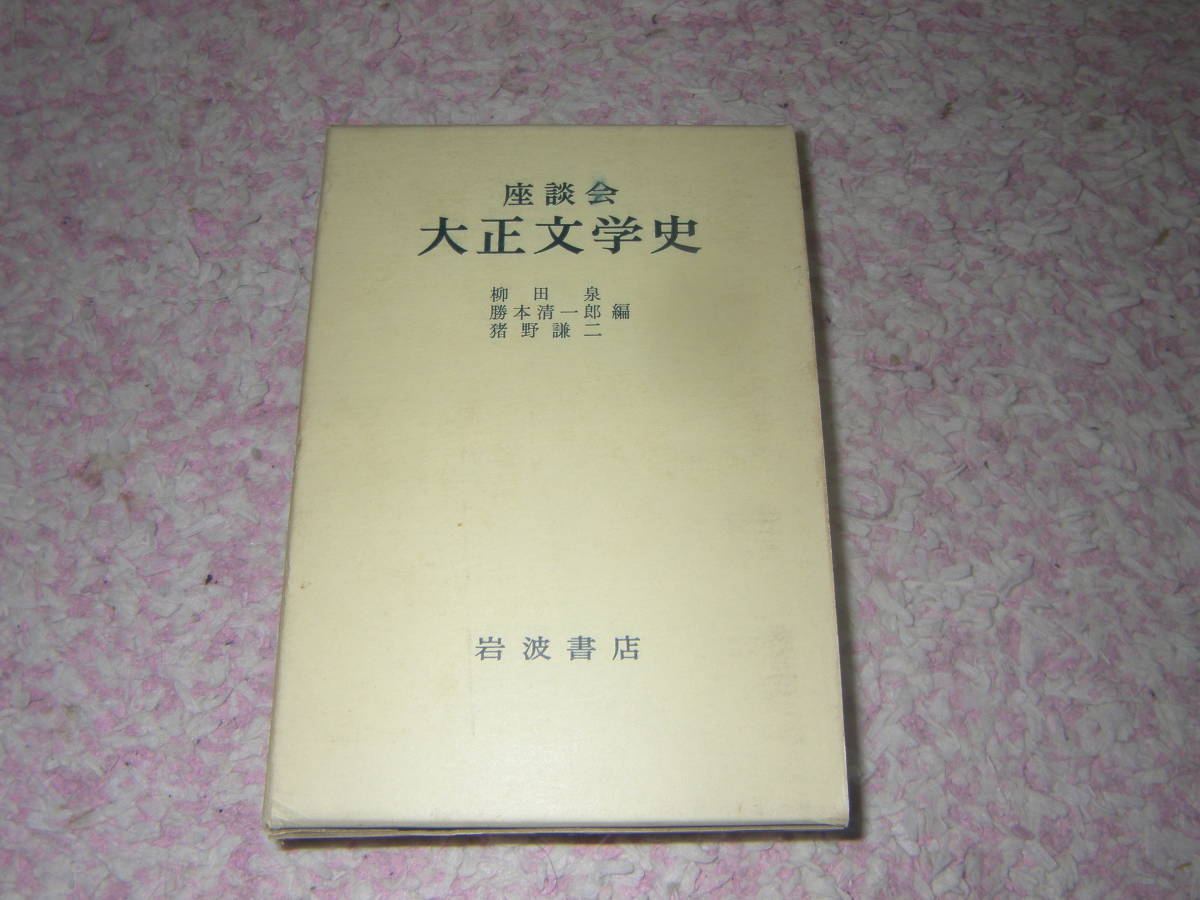 座談会
大正文学史
柳田泉
勝本清一郎編
猪野謙二
岩波書店